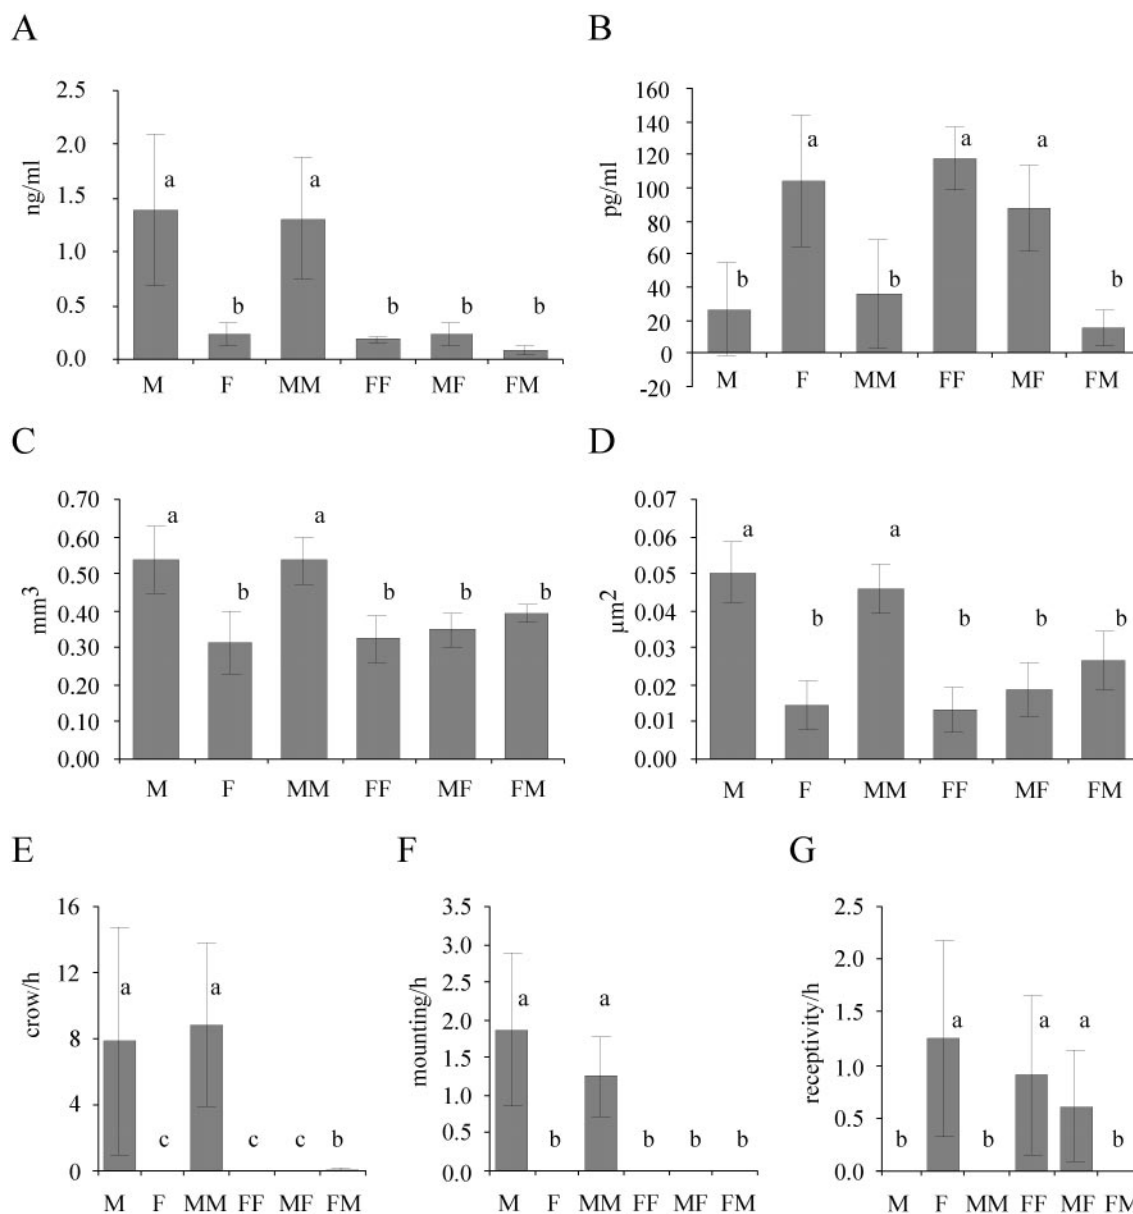 A
2.5
2.0
1.5
1.0
0.5
0.0
ng/ml
a
b
a
b
b
b
M F MM FF MF FM
B
160
140
120
100
80
60
40
20
0
-20
pg/ml
b
a
b
a
a
b
M F MM FF MF FM
C
0.70
0.60
0.50
0.40
0.30
0.20
0.10
0.00
mm³
a
b
a
b
b
b
M F MM FF MF FM
D
0.07
0.06
0.05
0.04
0.03
0.02
0.01
0.00
µm²
a
b
a
b
b
b
M F MM FF MF FM
E
16
12
8
4
0
crow/h
a
c
a
c
c
b
M F MM FF MF FM
F
3.5
3.0
2.5
2.0
1.5
1.0
0.5
0.0
mounting/h
a
b
a
b
b
b
M F MM FF MF FM
G
2.5
2.0
1.5
1.0
0.5
0.0
receptivity/h
b
a
b
a
a
b
M F MM FF MF FM